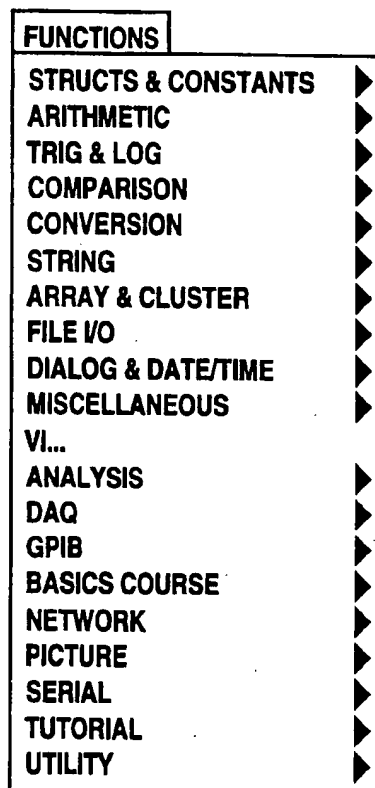 FUNCTIONS
STRUCTS & CONSTANTS
ARITHMETIC
TRIG & LOG
COMPARISON
CONVERSION
STRING
ARRAY & CLUSTER
FILE I/O
DIALOG & DATE/TIME
MISCELLANEOUS
VI...
ANALYSIS
DAQ
GPIB
BASICS COURSE
NETWORK
PICTURE
SERIAL
TUTORIAL
UTILITY